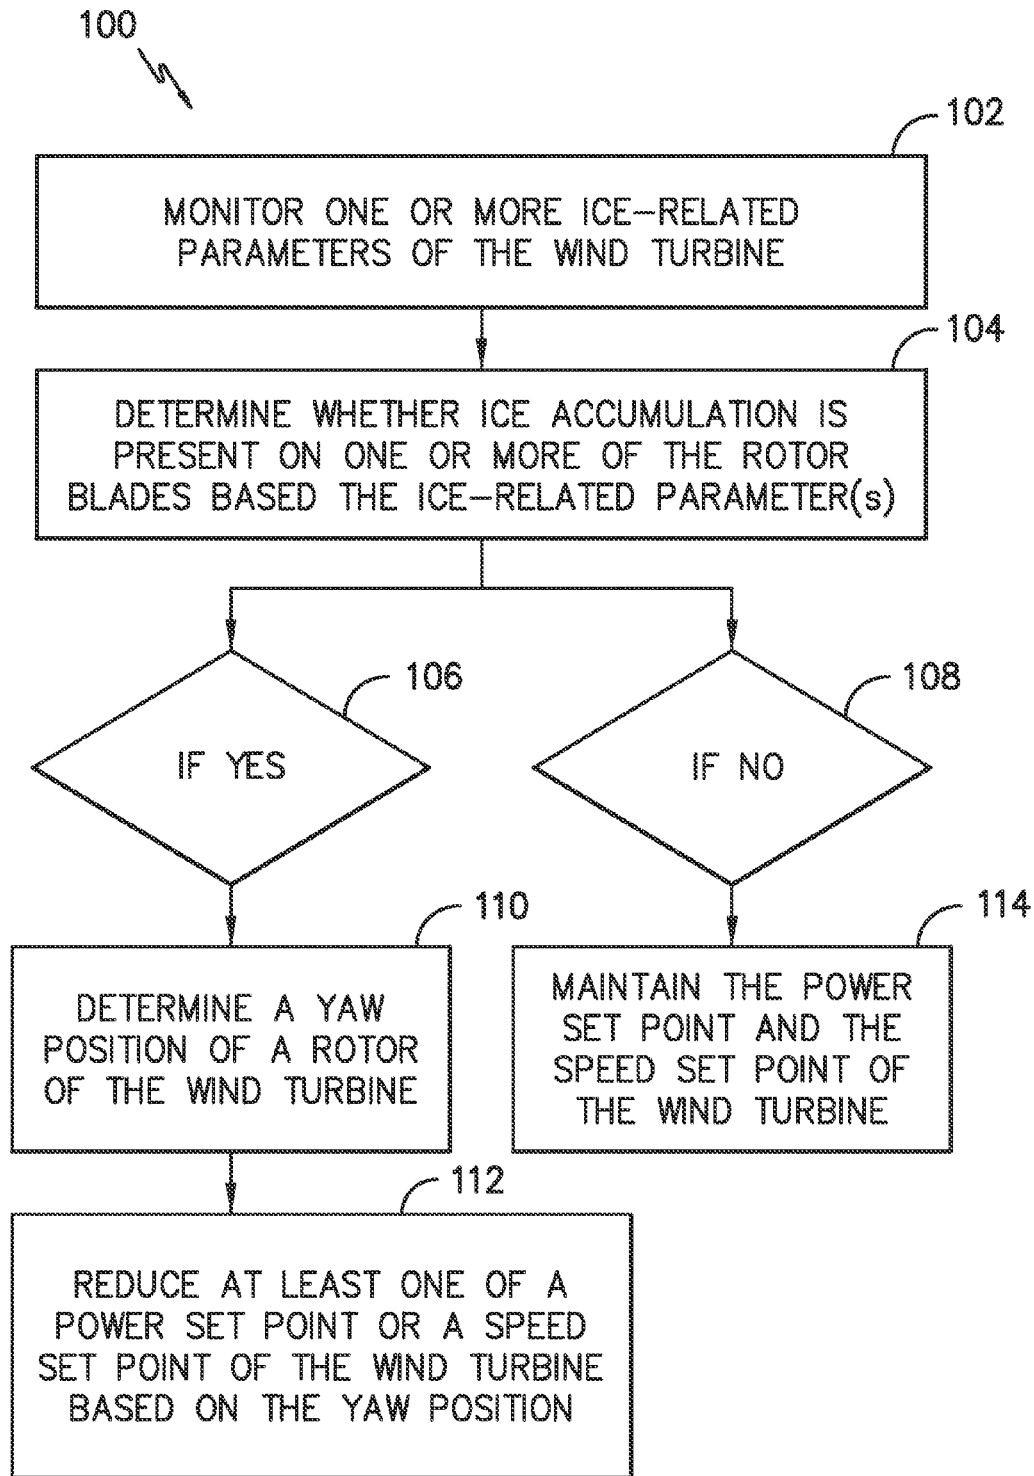 100
102
MONITOR ONE OR MORE ICE-RELATED
PARAMETERS OF THE WIND TURBINE
104
DETERMINE WHETHER ICE ACCUMULATION IS
PRESENT ON ONE OR MORE OF THE ROTOR
BLADES BASED THE ICE-RELATED PARAMETER(s)
106
IF YES
108
IF NO
110
DETERMINE A YAW
POSITION OF A ROTOR
OF THE WIND TURBINE
114
MAINTAIN THE POWER
SET POINT AND THE
SPEED SET POINT OF
THE WIND TURBINE
112
REDUCE AT LEAST ONE OF A
POWER SET POINT OR A SPEED
SET POINT OF THE WIND TURBINE
BASED ON THE YAW POSITION